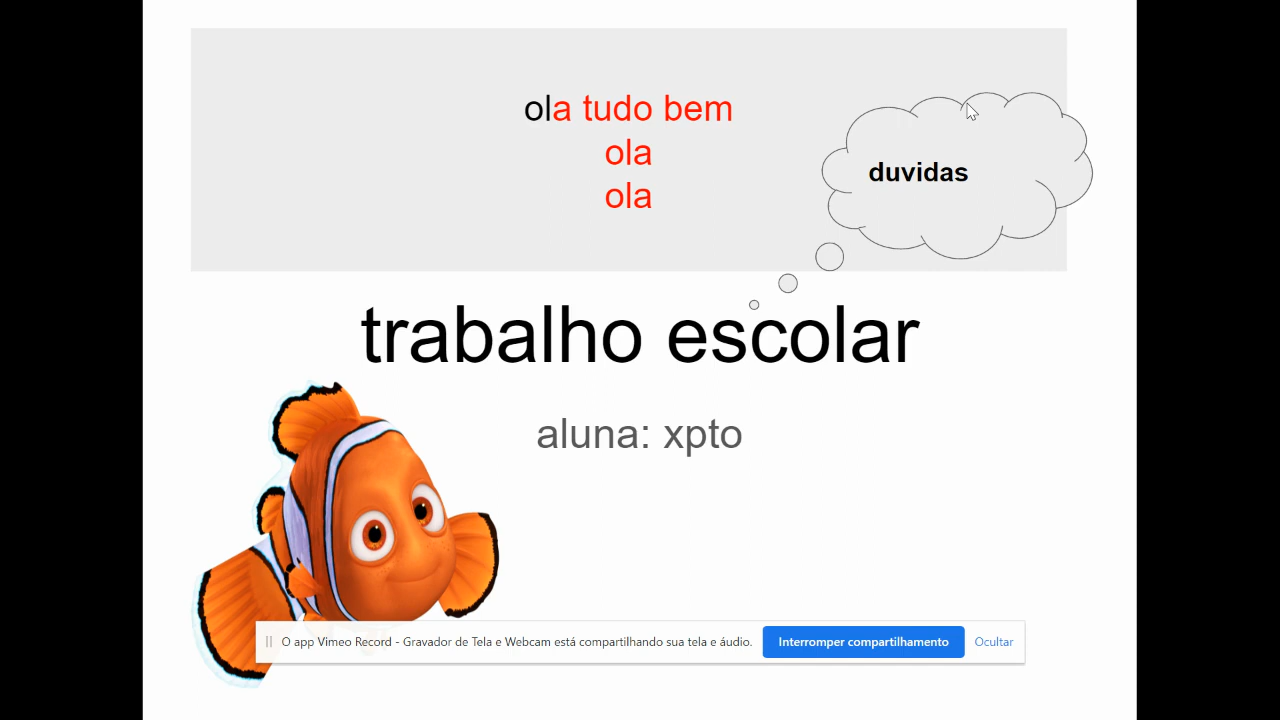 ola tudo bem
ola
ola
duvidas
trabalho escolar
aluna: xpto
O app Vimeo Record - Gravador de Tela e Webcam está compartilhando sua tela e áudio. Interromper compartilhamento Ocultar